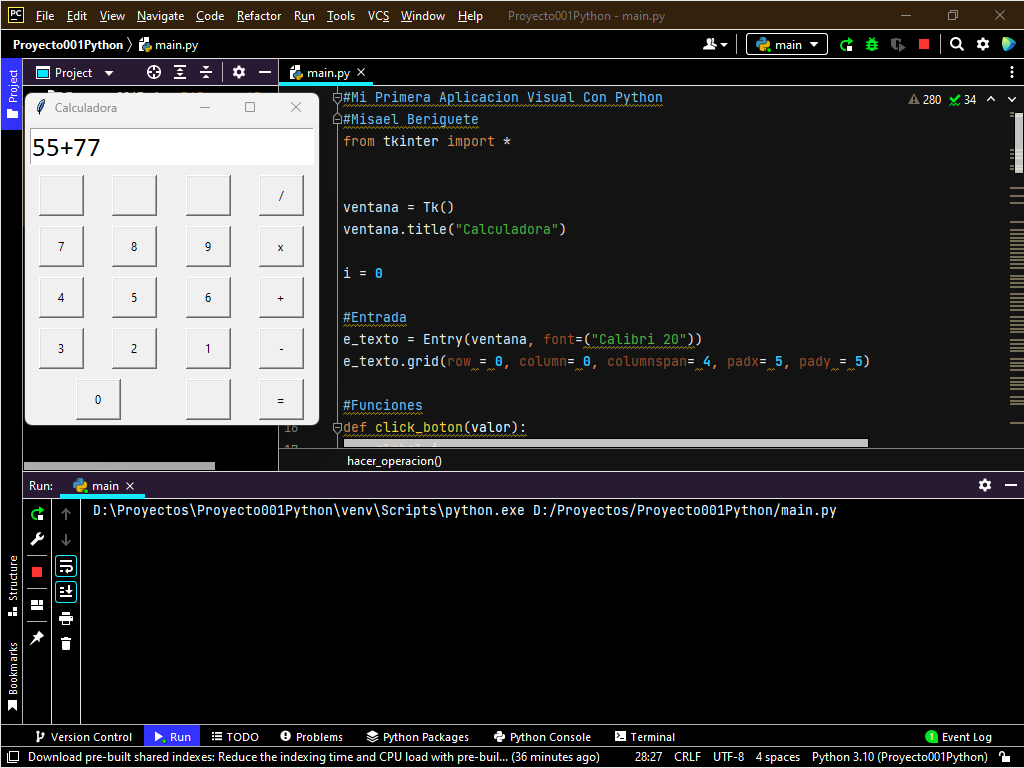 PC File Edit View Navigate Code Refactor Run Tools VCS Window Help Proyecto001Python - main.py
Proyecto001Python main.py main
Project Project main.py
Calculadora
55+77
/
7 8 9 x
4 5 6 +
3 2 1 -
0 =
#Mi Primera Aplicacion Visual Con Python
280 34
#Misael Beriguete
from tkinter import *
ventana = Tk()
ventana.title("Calculadora")
i = 0
#Entrada
e_texto = Entry(ventana, font=("Calibri 20"))
e_texto.grid(row = 0, column= 0, columnspan= 4, padx= 5, pady = 5)
#Funciones
def click_boton(valor):
hacer_operacion()
Run: main
D:\Proyectos\Proyecto001Python\venv\Scripts\python.exe D:/Proyectos/Proyecto001Python/main.py
Structure
Bookmarks
Version Control Run TODO Problems Python Packages Python Console Terminal 1 Event Log
Download pre-built shared indexes: Reduce the indexing time and CPU load with pre-buil... (36 minutes ago) 28:27 CRLF UTF-8 4 spaces Python 3.10 (Proyecto001Python)